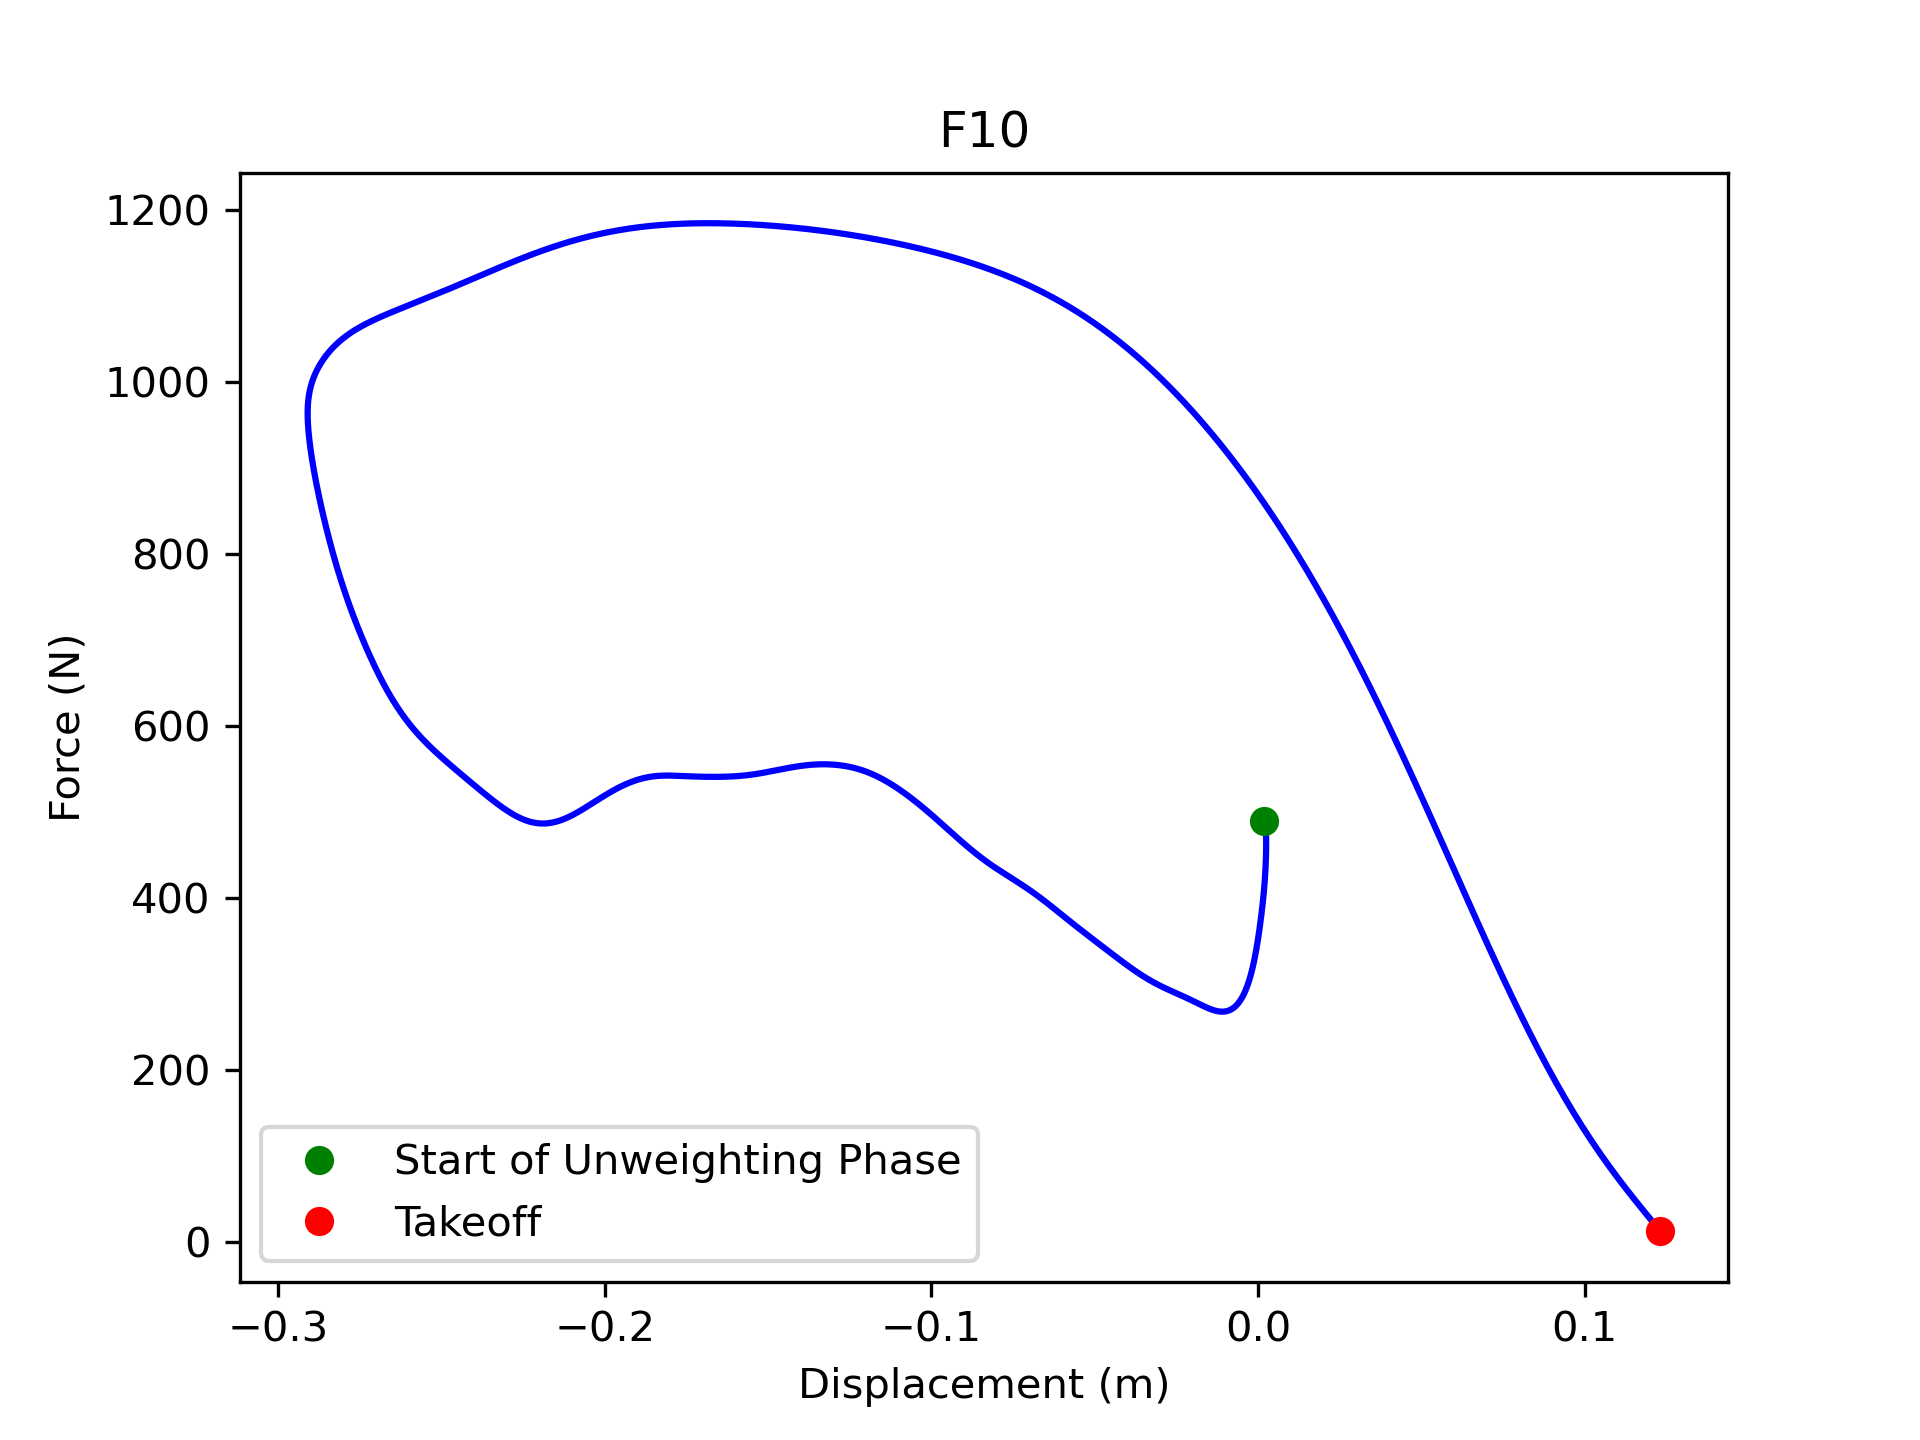 F10
1200
1000
800
600
400
200
0
Force (N)
Start of Unweighting Phase
Takeoff
−0.3 −0.2 −0.1 0.0 0.1
Displacement (m)